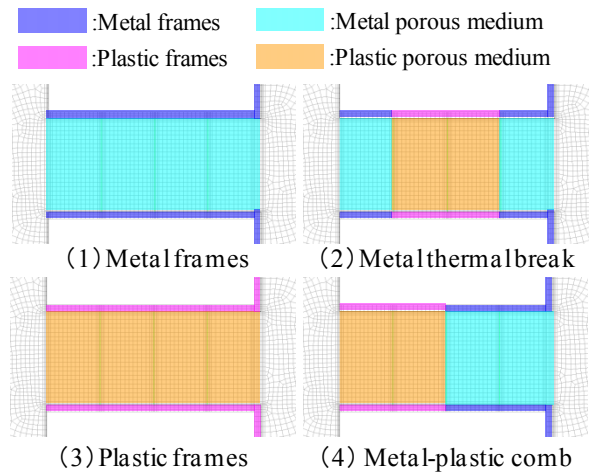 :Metal frames :Metal porous medium
:Plastic frames :Plastic porous medium
(1) Metal frames (2) Metal thermal break
(3) Plastic frames (4) Metal-plastic comb